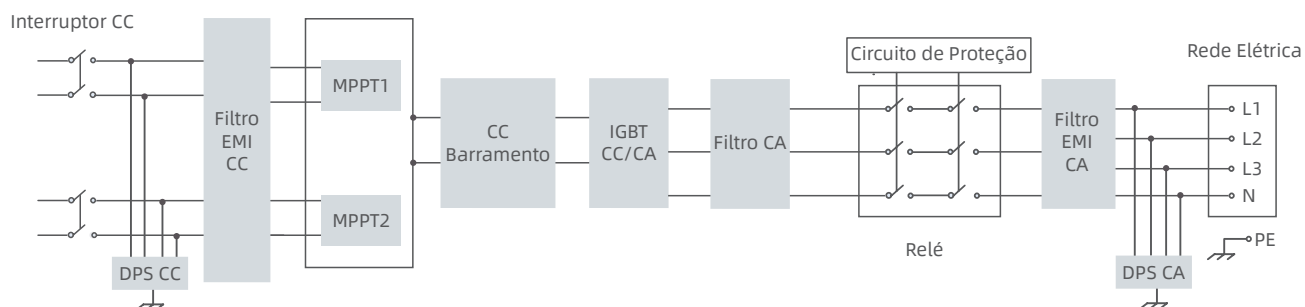 Interruptor CC
DPS CC
Filtro
EMI
CC
MPPT1
MPPT2
CC
Barramento
IGBT
CC/CA
Filtro CA
Circuito de Proteção
Relé
Filtro
EMI
CA
DPS CA
Rede Elétrica
L1
L2
L3
N
PE